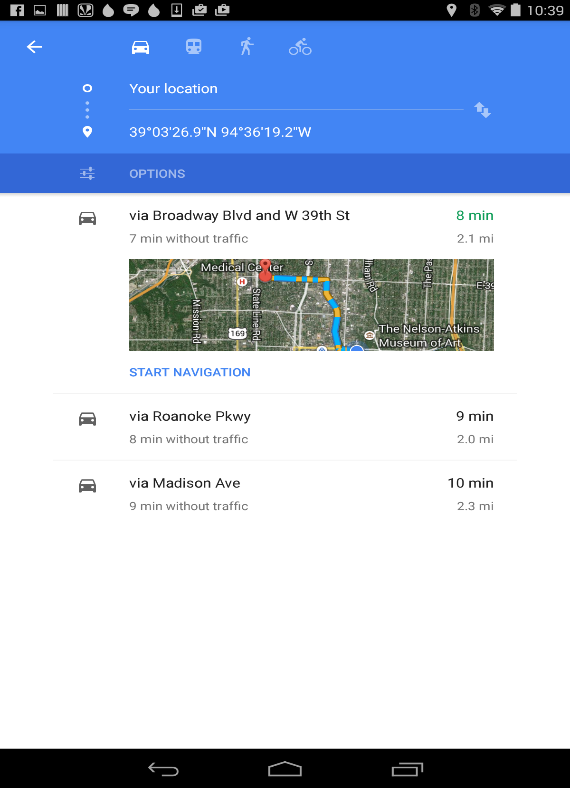 10:39
Your location
39°03'26.9"N 94°36'19.2"W
OPTIONS
via Broadway Blvd and W 39th St
8 min
7 min without traffic
2.1 mi
Medical Center
H
Mission Rd
State Line Rd
169
The Nelson-Atkins
Museum of Art
START NAVIGATION
via Roanoke Pkwy
9 min
8 min without traffic
2.0 mi
via Madison Ave
10 min
9 min without traffic
2.3 mi